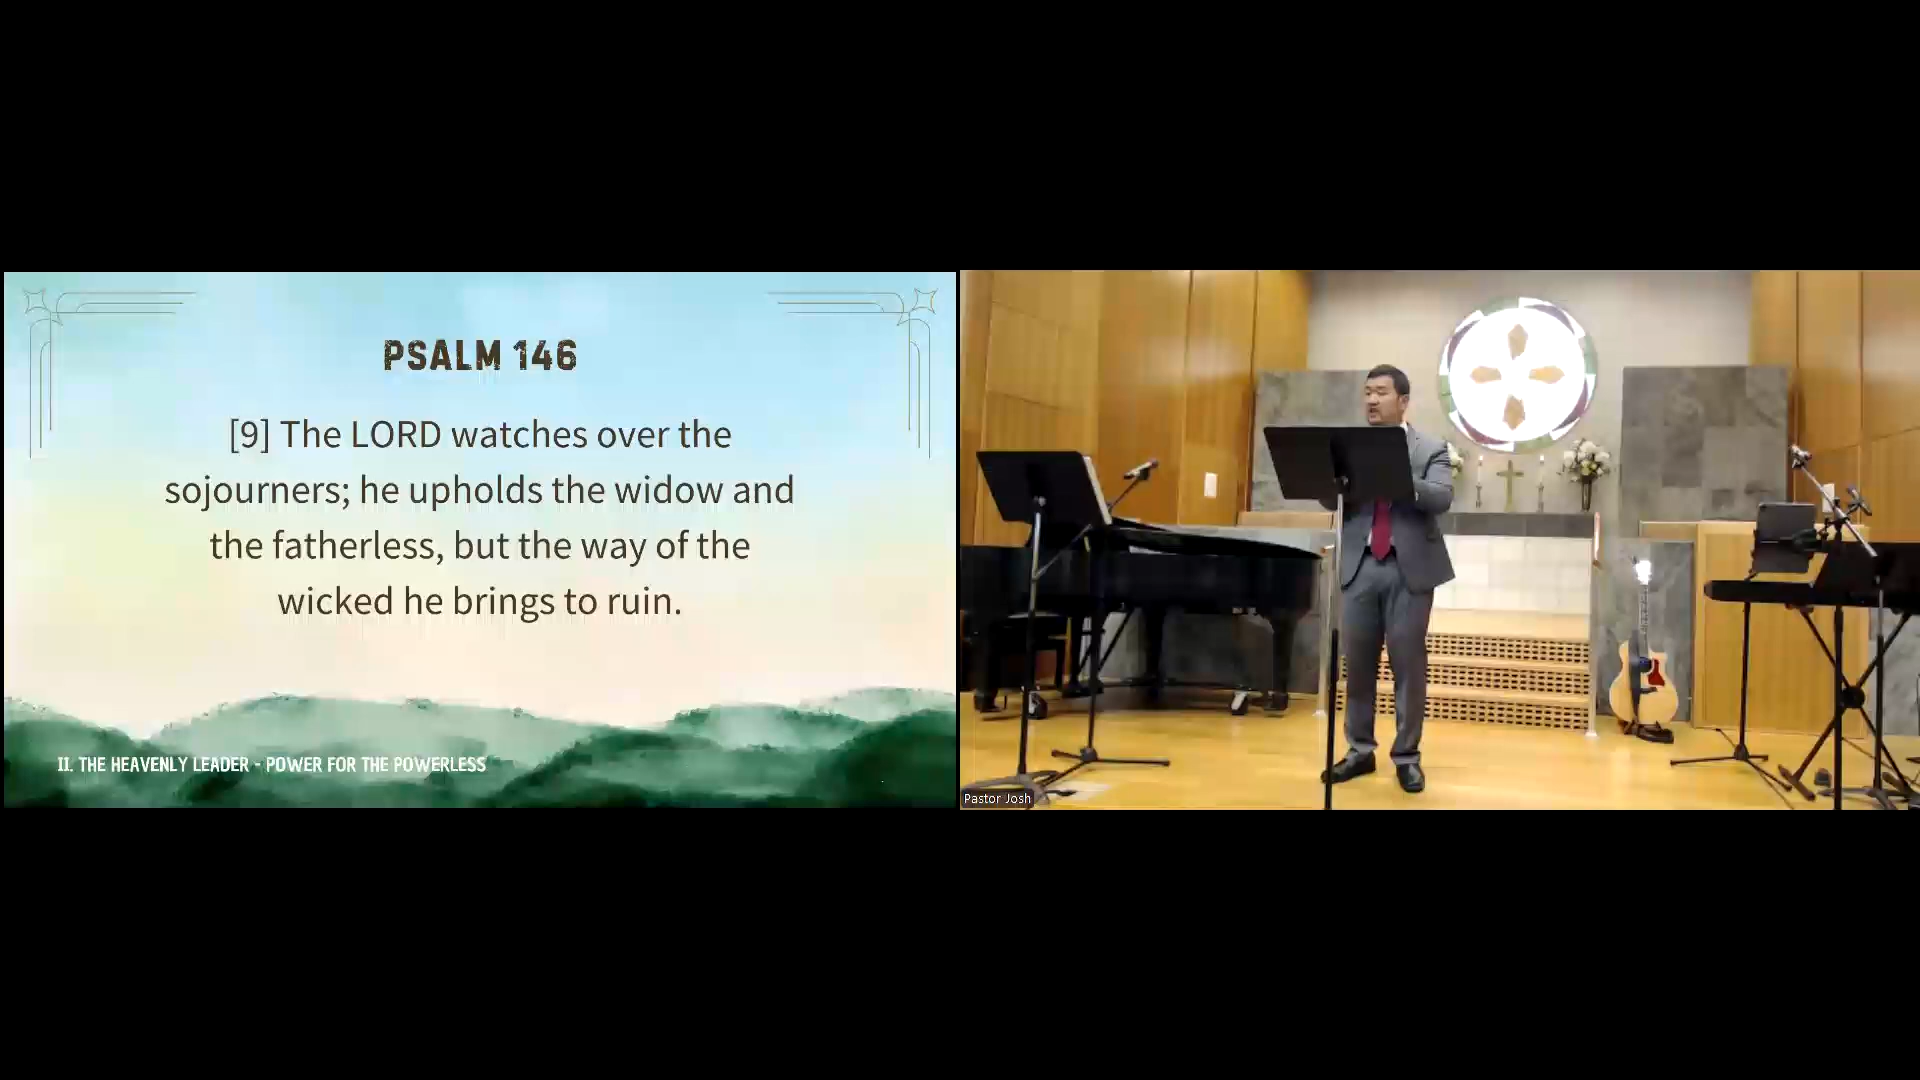 PSALM 146
[9] The LORD watches over the
sojourners; he upholds the widow and
the fatherless, but the way of the
wicked he brings to ruin.
II. THE HEAVENLY LEADER - POWER FOR THE POWERLESS
Pastor Josh